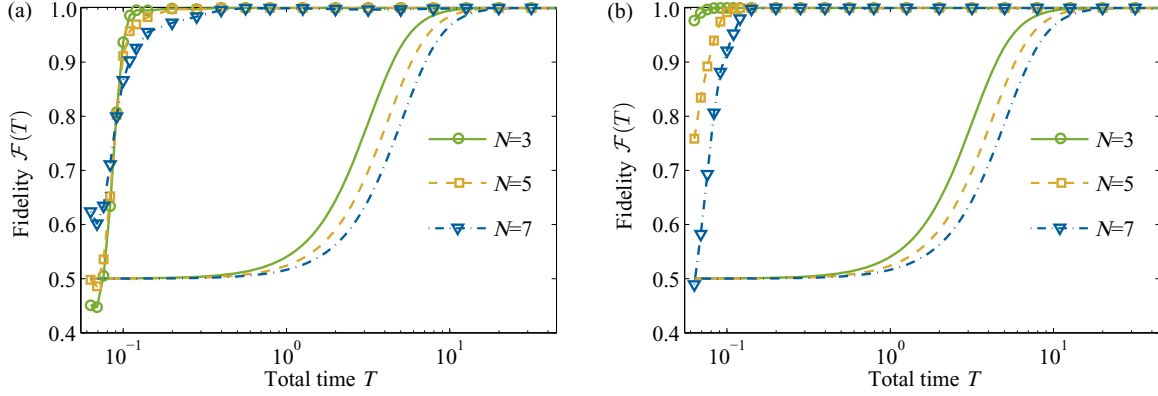 (a)
1.0
0.9
0.8
0.7
0.6
0.5
0.4
Fidelity F(T)
N=3
N=5
N=7
10⁻¹
10⁰
10¹
Total time T
(b)
1.0
0.9
0.8
0.7
0.6
0.5
0.4
Fidelity F(T)
N=3
N=5
N=7
10⁻¹
10⁰
10¹
Total time T